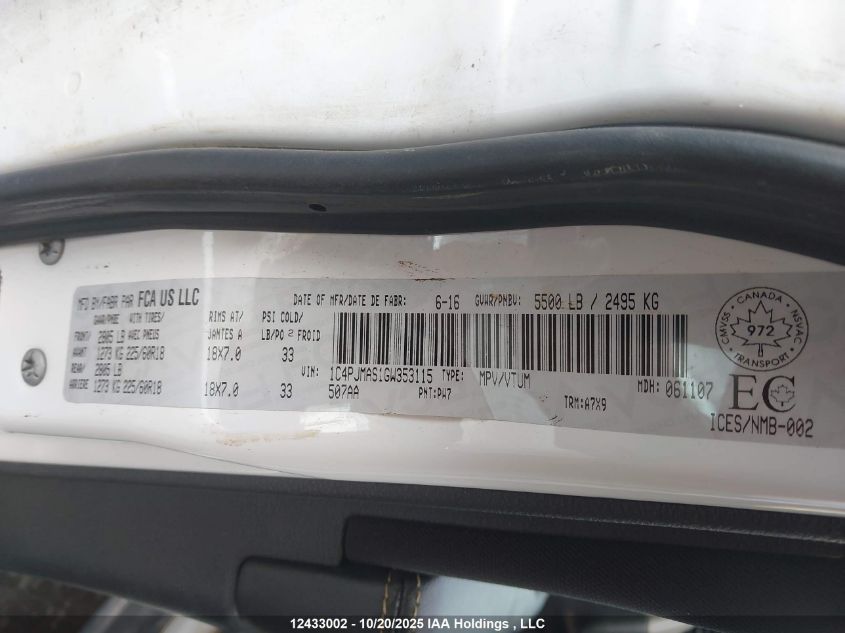 MFD BY/FABR PAR FCA US LLC
DATE OF MFR/DATE DE FABR: 6-16 GVWR/PNBV: 5500 LB / 2495 KG
GAWR/PNBE WITH TIRES/ RIMS AT/ PSI COLD/
FRONT/ 2805 LB AVEC PNEUS JANTES A LB/PO² FROID
AVANT 1273 KG 225/60R18 18X7.0 33
REAR/ 2805 LB
ARRIERE 1273 KG 225/60R18 18X7.0 33
VIN: 1C4PJMAS1GW353115 TYPE: MPV/VTUM MDH: 061107
507AA PNT:PW7 TRM:A7X9
CMVSS CANADA NSVAC
972
TRANSPORT
EC
ICES/NMB-002
12433002 - 10/20/2025 IAA Holdings , LLC